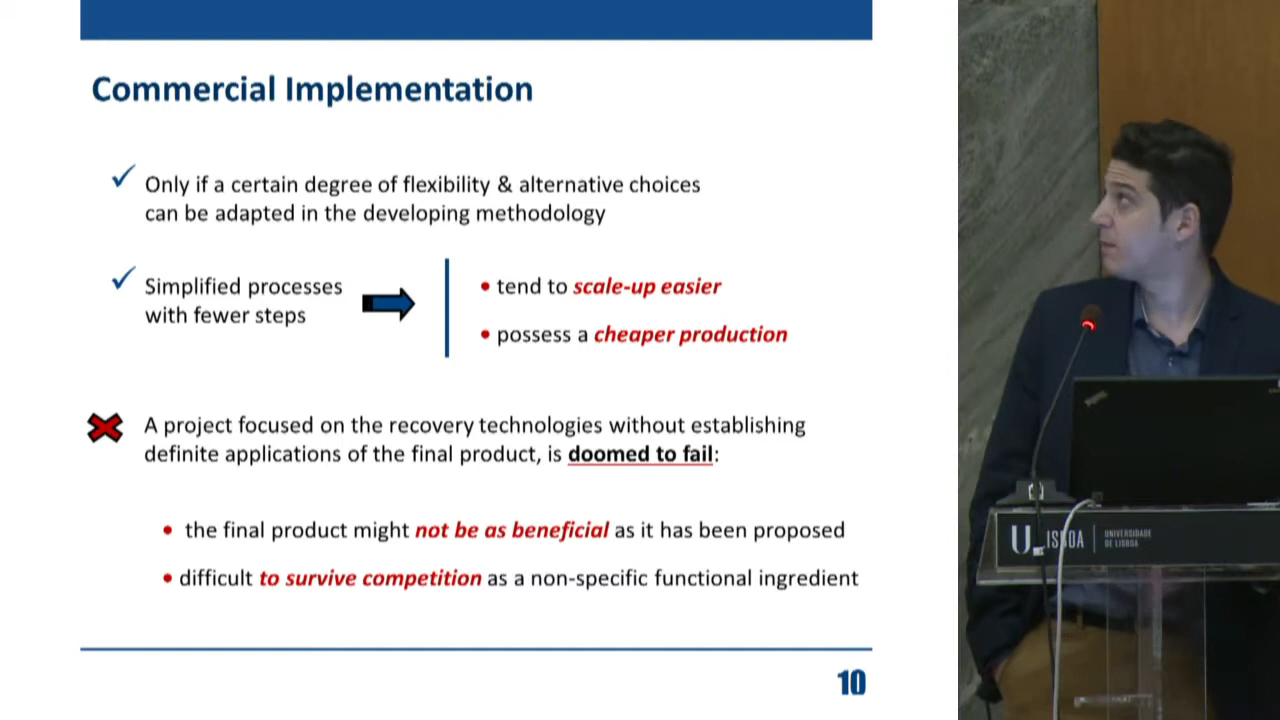 Commercial Implementation
✓ Only if a certain degree of flexibility & alternative choices
can be adapted in the developing methodology
✓ Simplified processes
with fewer steps
• tend to scale-up easier
• possess a cheaper production
A project focused on the recovery technologies without establishing
definite applications of the final product, is doomed to fail:
• the final product might not be as beneficial as it has been proposed
• difficult to survive competition as a non-specific functional ingredient
10
U LISBOA
UNIVERSIDADE
DE LISBOA